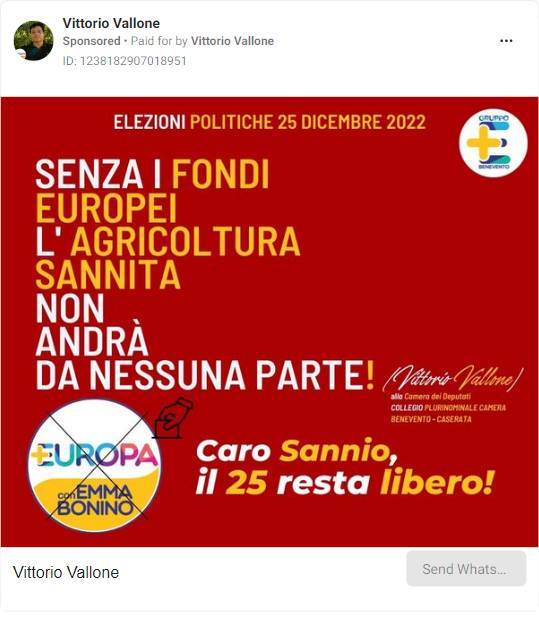 Vittorio Vallone
Sponsored • Paid for by Vittorio Vallone
ID: 1238182907018951
ELEZIONI POLITICHE 25 DICEMBRE 2022
GRUPPO
+E
BENEVENTO
SENZA I FONDI
EUROPEI
L' AGRICOLTURA
SANNITA
NON
ANDRÀ
DA NESSUNA PARTE!
(Vittorio Vallone)
alla Camera dei Deputati
COLLEGIO PLURINOMINALE CAMERA
BENEVENTO - CASERATA
+EUROPA
con EMMA
BONINO
Caro Sannio,
il 25 resta libero!
Vittorio Vallone
Send Whats...